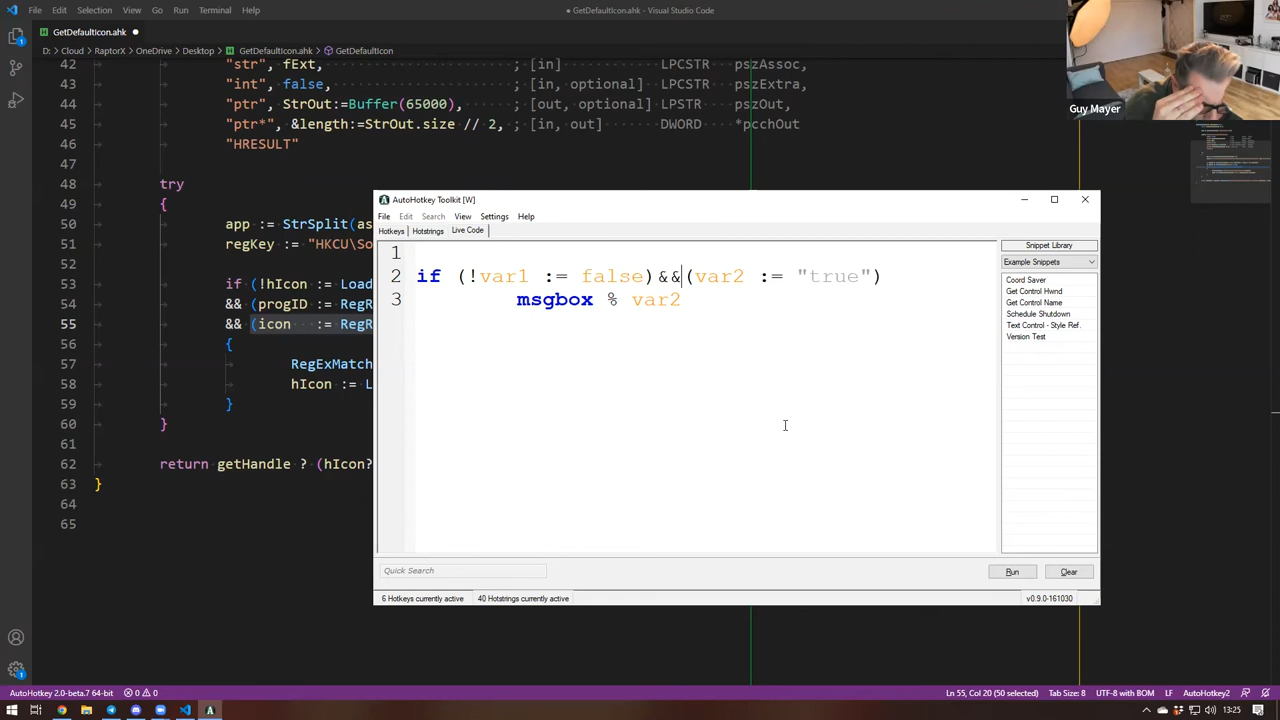 File Edit Selection View Go Run Terminal Help
● GetDefaultIcon.ahk - Visual Studio Code
GetDefaultIcon.ahk ●
D: > Cloud > RaptorX > OneDrive > Desktop > GetDefaultIcon.ahk > GetDefaultIcon
Guy Mayer
42 "str", fExt, ; [in] LPCSTR pszAssoc,
43 "int", false, ; [in, optional] LPCSTR pszExtra,
44 "ptr", StrOut:=Buffer(65000), ; [out, optional] LPSTR pszOut,
45 "ptr*", &length:=StrOut.size // 2, ; [in, out] DWORD *pcchOut
46 "HRESULT"
47
48 try
49 {
50 app := StrSplit(as
51 regKey := "HKCU\So
54 if (!hIcon := Load
55 && (progID := RegR
55 && (icon := RegR
56 {
57 RegExMatch
58 hIcon := L
59 }
60 }
61
62 return getHandle ? (hIcon?
63 }
64
65
AutoHotkey Toolkit [W]
File Edit Search View Settings Help
Hotkeys Hotstrings Live Code
1
2 if (!var1 := false)&&(var2 := "true")
3 msgbox % var2
Snippet Library
Example Snippets
Coord Saver
Get Control Hwnd
Get Control Name
Schedule Shutdown
Text Control - Style Ref.
Version Test
Quick Search
Run Clear
6 Hotkeys currently active 40 Hotstrings currently active v0.9.0-161030
AutoHotkey 2.0-beta.7 64-bit 0 0
Ln 55, Col 20 (50 selected) Tab Size: 8 UTF-8 with BOM LF AutoHotkey2
13:25